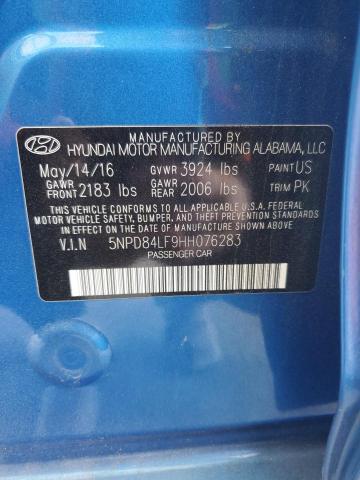 MANUFACTURED BY
HYUNDAI MOTOR MANUFACTURING ALABAMA, LLC
May/14/16 GVWR 3924 lbs PAINT US
GAWR FRONT 2183 lbs GAWR REAR 2006 lbs TRIM PK
THIS VEHICLE CONFORMS TO ALL APPLICABLE U.S.A FEDERAL
MOTOR VEHICLE SAFETY, BUMPER, AND THEFT PREVENTION
STANDARDS IN EFFECT ON THE DATE OF MANUFACTURE SHOWN ABOVE.
V.I.N 5NPD84LF9HH076283
PASSENGER CAR